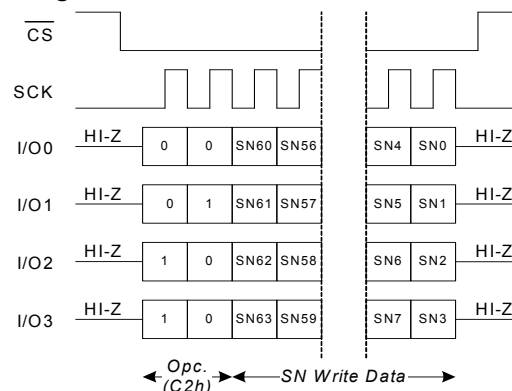 CS
SCK
I/O0 HI-Z 0 0 SN60 SN56 SN4 SN0 HI-Z
I/O1 HI-Z 0 1 SN61 SN57 SN5 SN1 HI-Z
I/O2 HI-Z 1 0 SN62 SN58 SN6 SN2 HI-Z
I/O3 HI-Z 1 0 SN63 SN59 SN7 SN3 HI-Z
Opc. SN Write Data
(C2h)